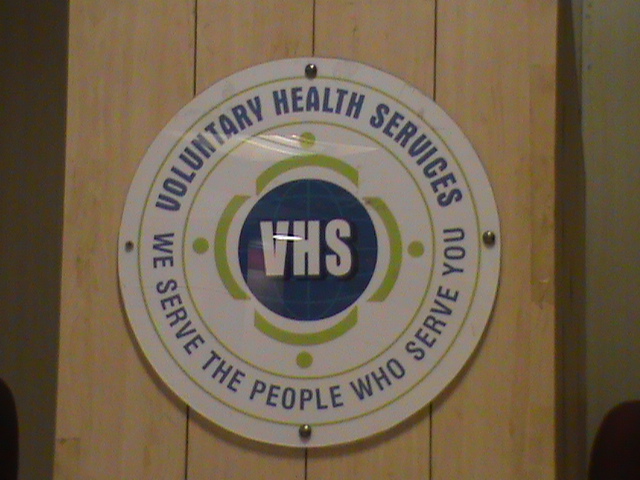 VOLUNTARY HEALTH SERVICES
VHS
WE SERVE THE PEOPLE WHO SERVE YOU